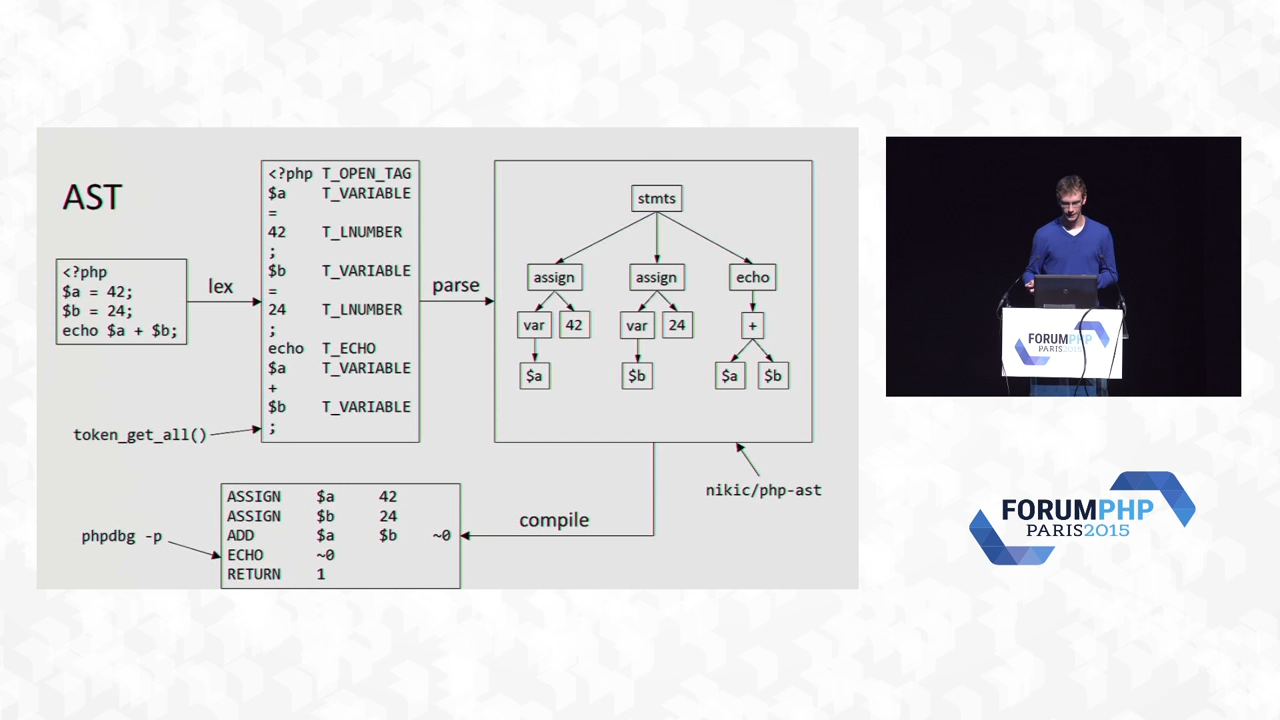 AST
<?php
$a = 42;
$b = 24;
echo $a + $b;
lex
<?php T_OPEN_TAG
$a T_VARIABLE
=
42 T_LNUMBER
;
$b T_VARIABLE
=
24 T_LNUMBER
;
echo T_ECHO
$a T_VARIABLE
+
$b T_VARIABLE
;
token_get_all()
parse
stmts
assign assign echo
var 42 var 24 +
$a $b $a $b
nikic/php-ast
compile
phpdbg -p
ASSIGN $a 42
ASSIGN $b 24
ADD $a $b ~0
ECHO ~0
RETURN 1
FORUMPHP
PARIS2015
FORUMPHP
PARIS2015